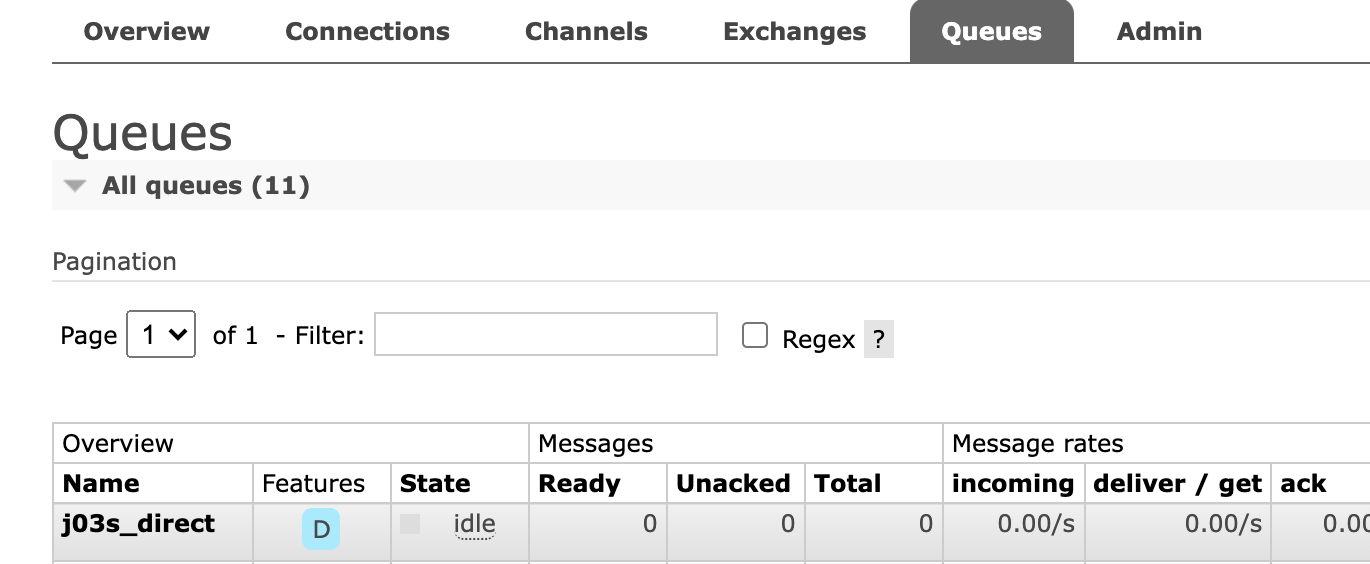 Overview Connections Channels Exchanges Queues Admin
Queues
All queues (11)
Pagination
Page 1 of 1 - Filter: Regex ?
Overview Messages Message rates
Name Features State Ready Unacked Total incoming deliver / get ack
j03s_direct D idle 0 0 0 0.00/s 0.00/s